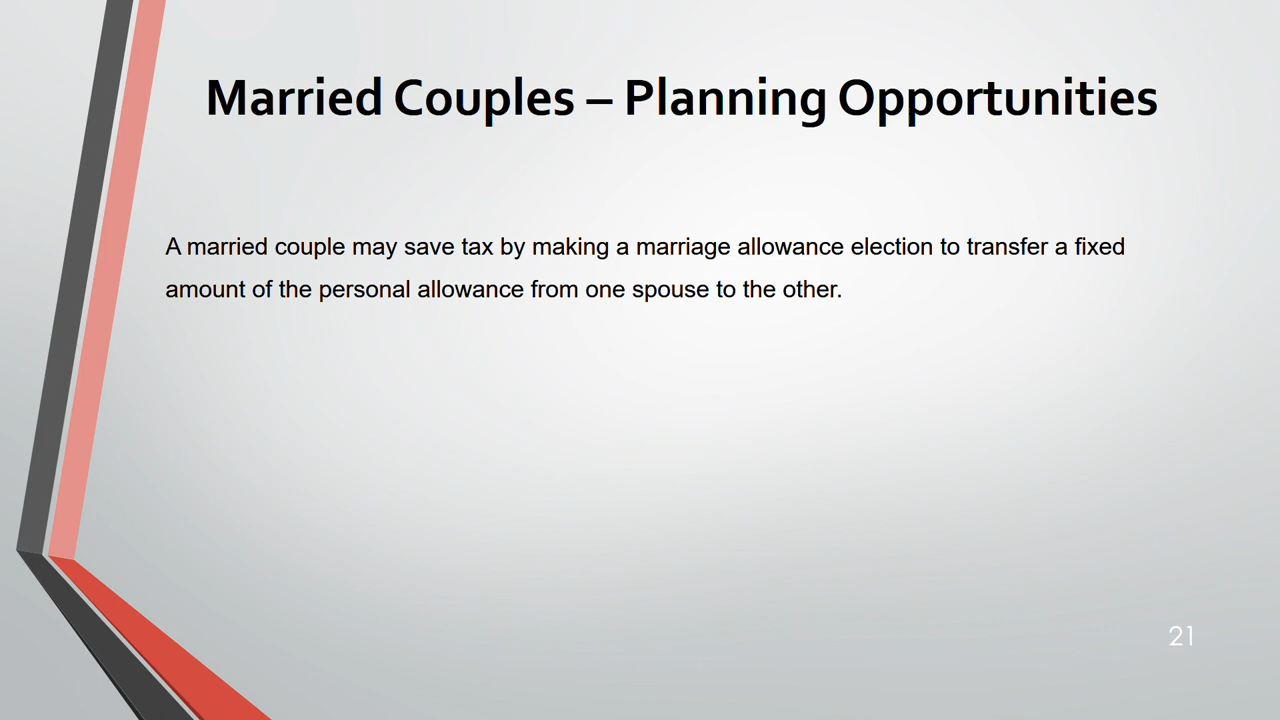 Married Couples – Planning Opportunities
A married couple may save tax by making a marriage allowance election to transfer a fixed
amount of the personal allowance from one spouse to the other.
21